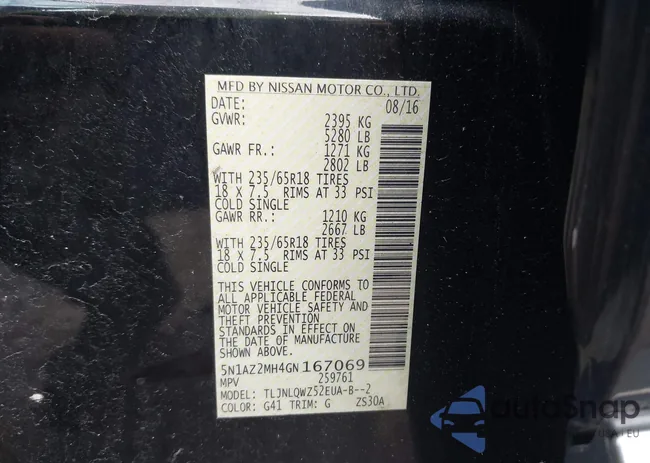 MFD BY NISSAN MOTOR CO., LTD.
DATE: 08/16
GVWR: 2395 KG
5280 LB
GAWR FR.: 1271 KG
2802 LB
WITH 235/65R18 TIRES
18 X 7.5 RIMS AT 33 PSI
COLD SINGLE
GAWR RR.: 1210 KG
2667 LB
WITH 235/65R18 TIRES
18 X 7.5 RIMS AT 33 PSI
COLD SINGLE
THIS VEHICLE CONFORMS TO
ALL APPLICABLE FEDERAL
MOTOR VEHICLE SAFETY AND
THEFT PREVENTION
STANDARDS IN EFFECT ON
THE DATE OF MANUFACTURE
SHOWN ABOVE.
5N1AZ2MH4GN167069
MPV 259761
MODEL: TLJNLQWZ52EUA-B--2
COLOR: G41 TRIM: G ZS30A
autoSnap